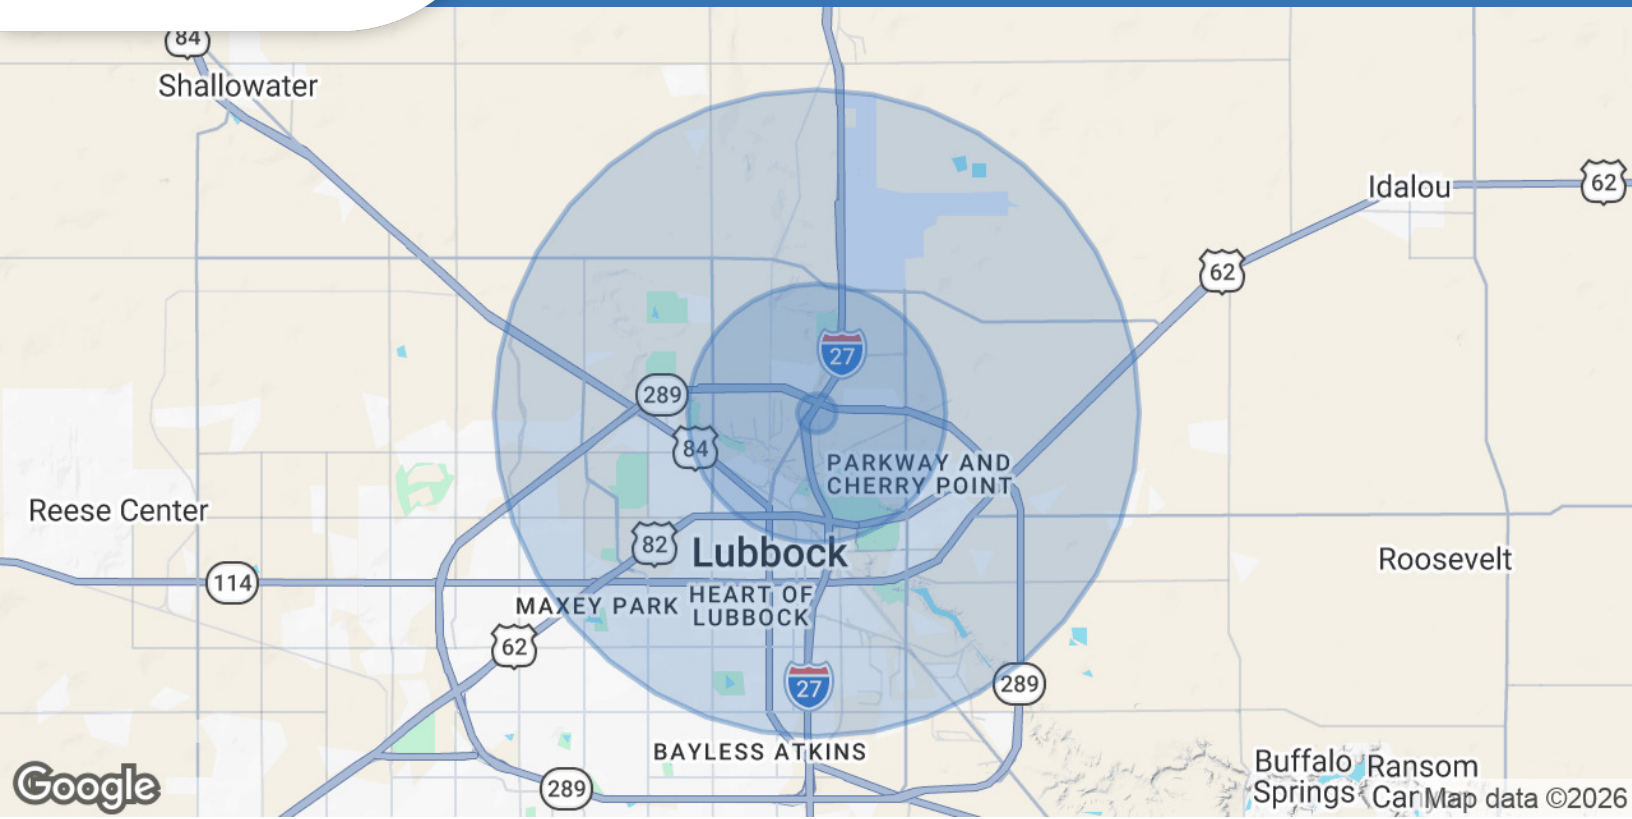 84
Shallowater
62
Idalou
62
27
289
84
PARKWAY AND
CHERRY POINT
Reese Center
82
Lubbock
Roosevelt
114
MAXEY PARK
HEART OF
LUBBOCK
62
27
289
BAYLESS ATKINS
Buffalo
Springs
Ransom
Can
289
Google
Map data ©2026